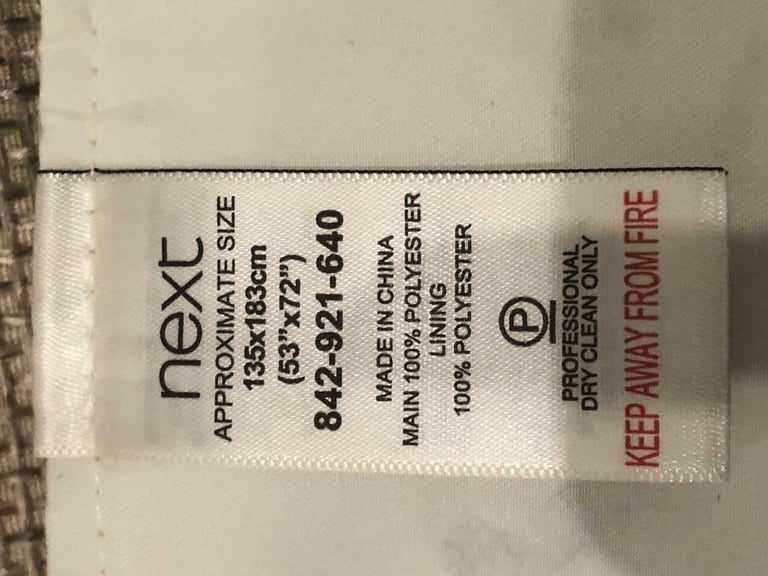 next
APPROXIMATE SIZE
135x183cm
(53”x72”)
842-921-640
MADE IN CHINA
MAIN 100% POLYESTER
LINING
100% POLYESTER
P
PROFESSIONAL
DRY CLEAN ONLY
KEEP AWAY FROM FIRE